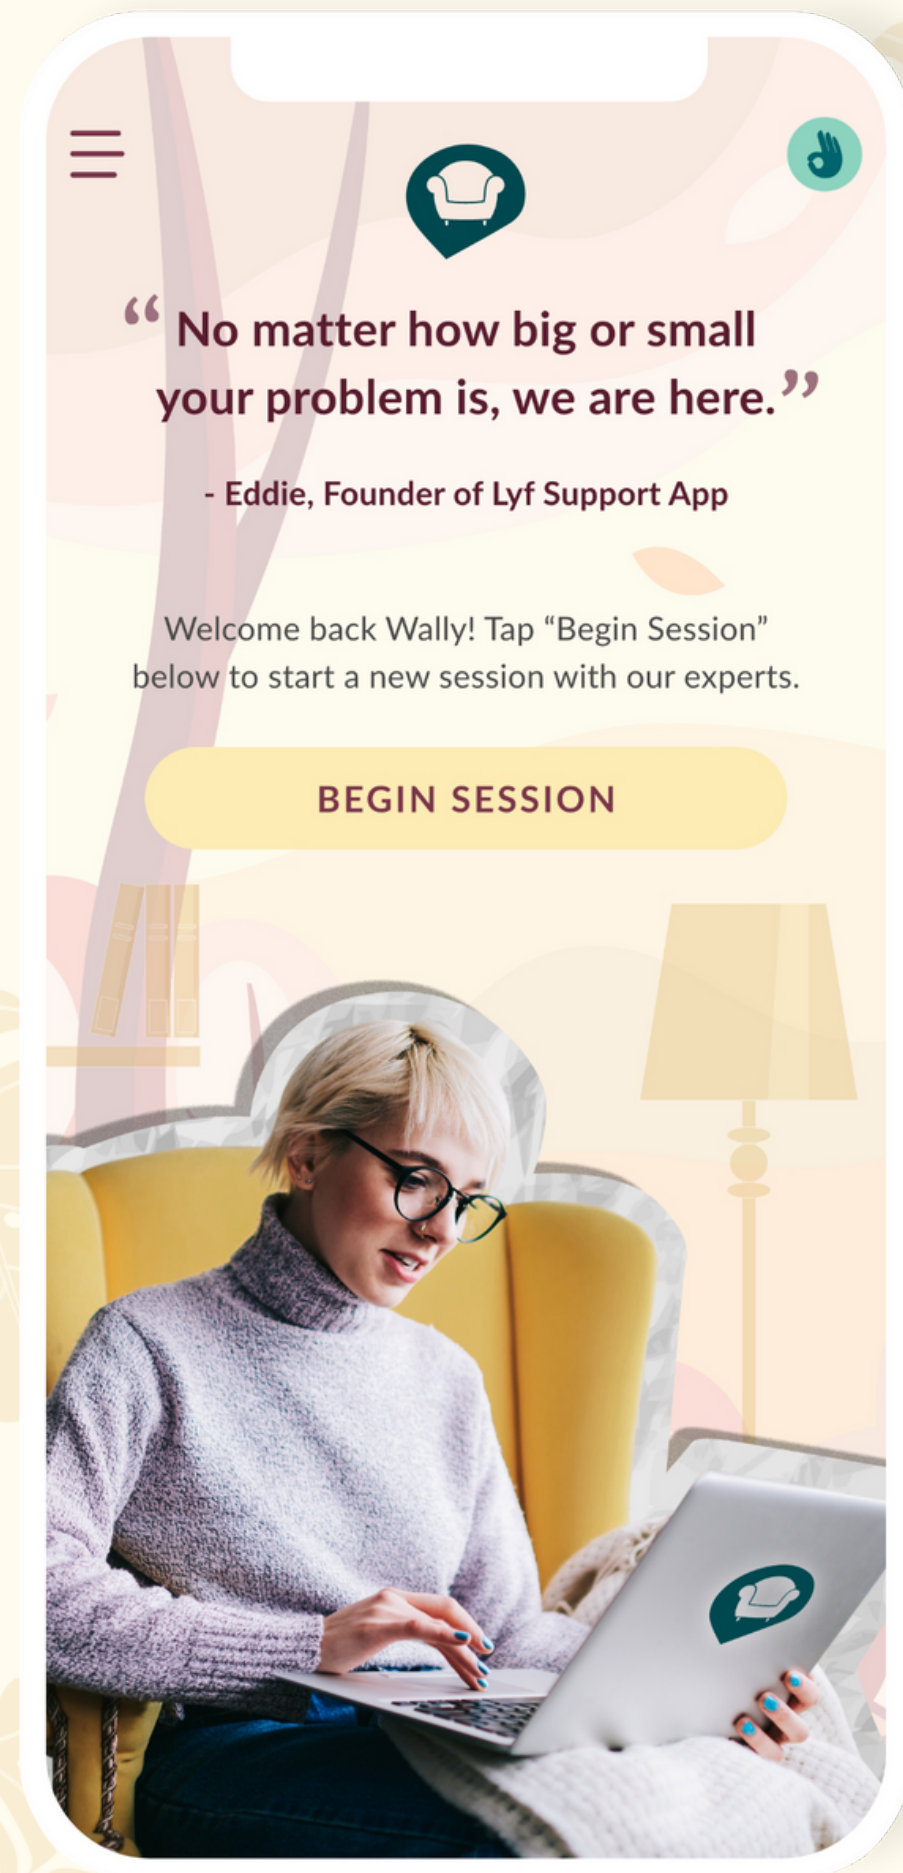 “ No matter how big or small
your problem is, we are here.”
- Eddie, Founder of Lyf Support App
Welcome back Wally! Tap “Begin Session”
below to start a new session with our experts.
BEGIN SESSION